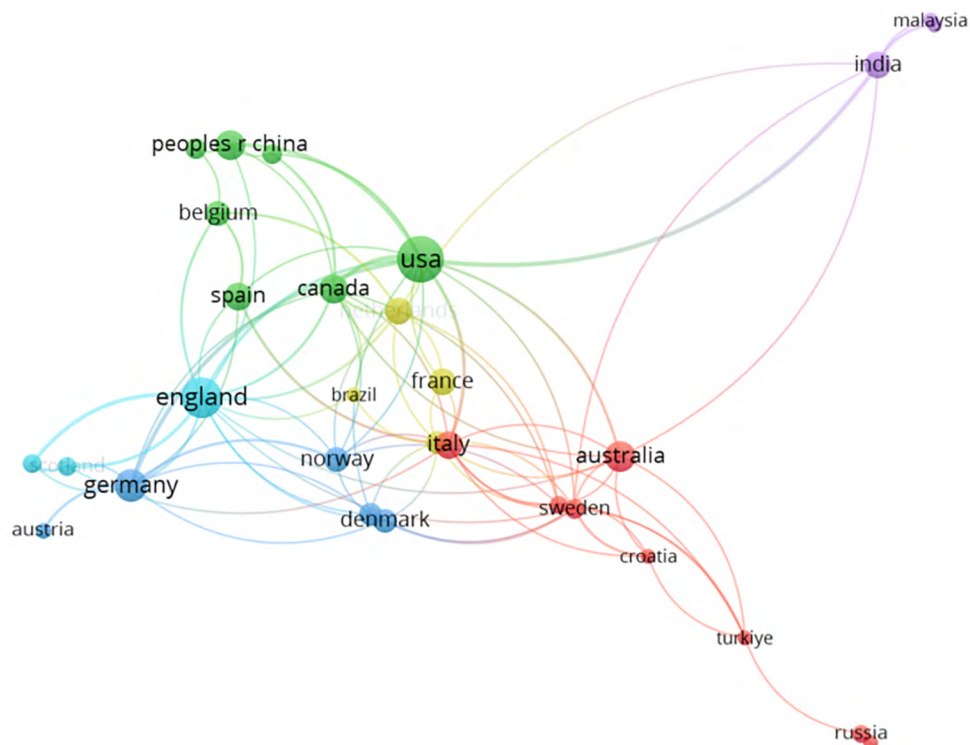 malaysia
india
peoples r china
belgium
usa
spain
canada
netherlands
france
brazil
england
italy
norway
australia
scotland
germany
sweden
denmark
austria
croatia
turkiye
russia